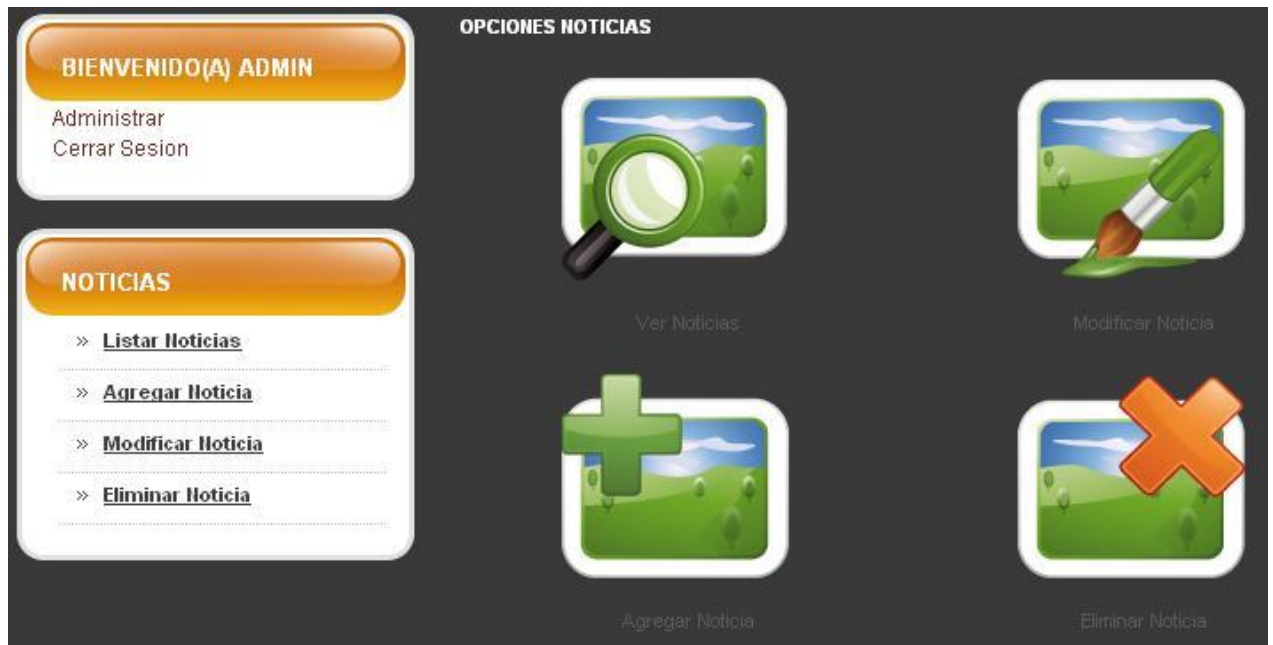 BIENVENIDO(A) ADMIN
Administrar
Cerrar Sesion
NOTICIAS
» Listar Noticias
» Agregar Noticia
» Modificar Noticia
» Eliminar Noticia
OPCIONES NOTICIAS
Ver Noticias
Modificar Noticia
Agregar Noticia
Eliminar Noticia